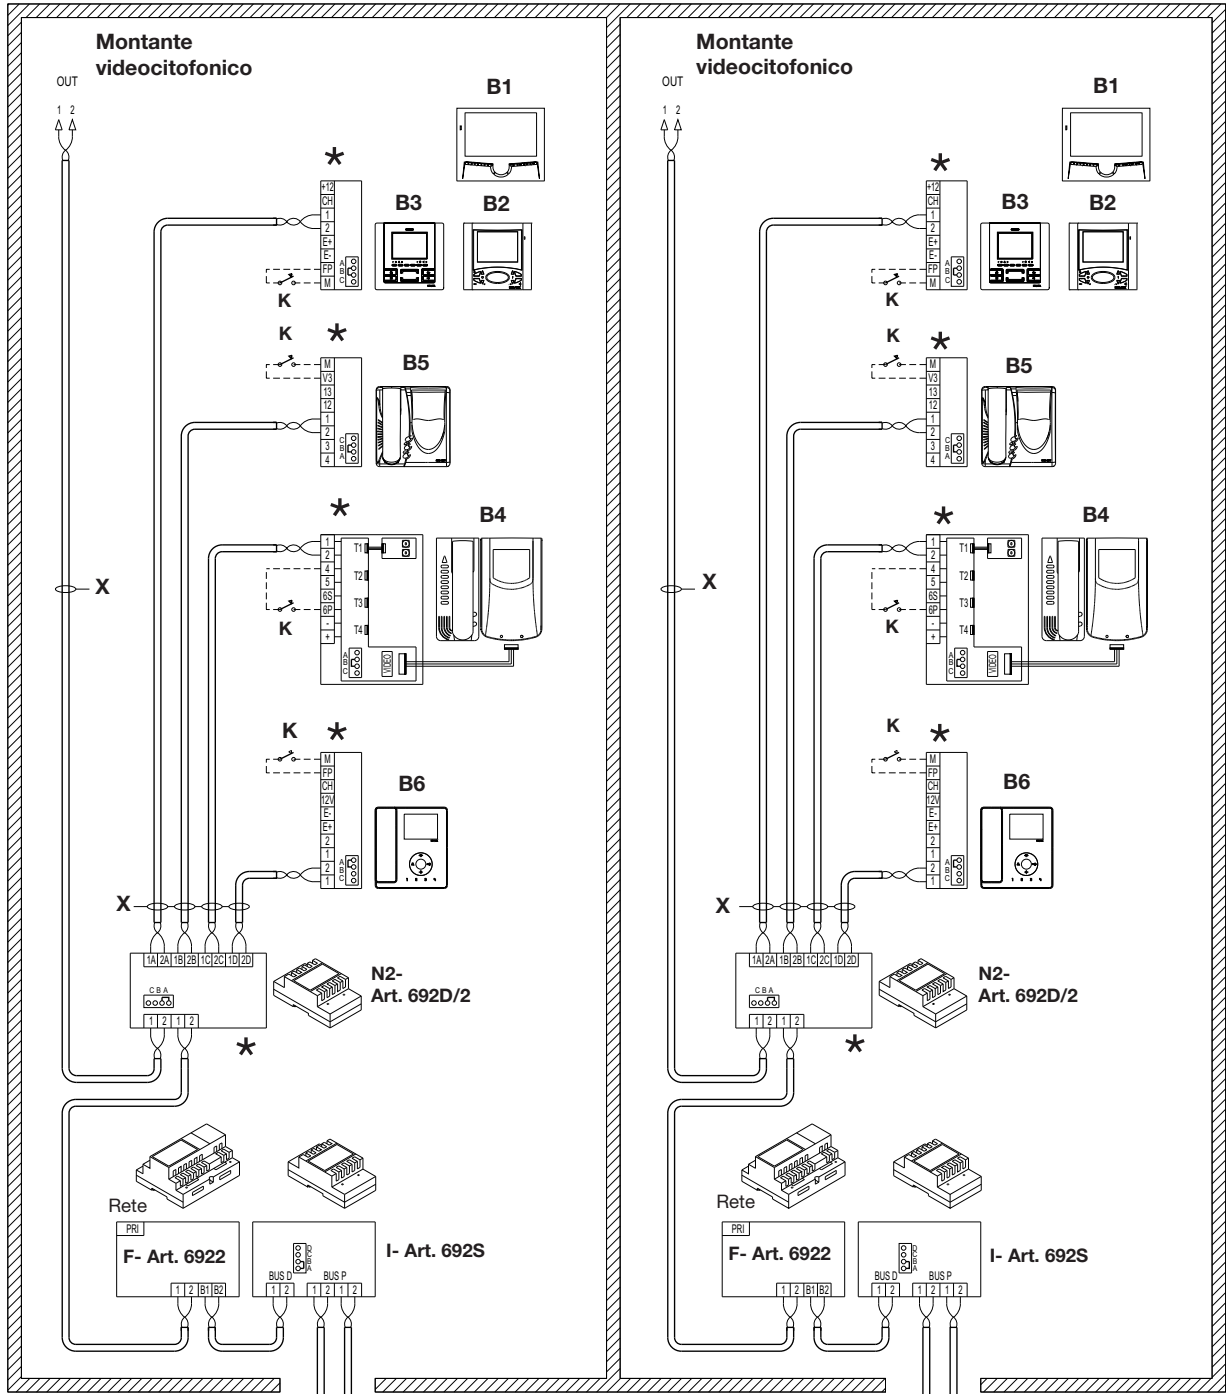 Montante
videocitofonico
OUT
1 2
B1
*
+12
CH
1
2
E+
E-
FP
M
A
B
C
B3
B2
K
K
*
M
V3
13
12
1
2
3
4
C
B
A
B5
*
1
2
4
5
6S
6P
-
+
T1
T2
T3
T4
A
B
C
VIDEO
B4
X
K
K
*
M
FP
CH
12V
E-
E+
2
1
2
1
A
B
C
B6
X
1A 2A 1B 2B 1C 2C 1D 2D
C B A
1 2 1 2
*
N2-
Art. 692D/2
Rete
PRI
F- Art. 6922
1 2 B1 B2
D
C
B
A
BUS D BUS P
1 2 1 2 1 2
I- Art. 692S
Montante
videocitofonico
OUT
1 2
B1
*
+12
CH
1
2
E+
E-
FP
M
A
B
C
B3
B2
K
K
*
M
V3
13
12
1
2
3
4
C
B
A
B5
*
1
2
4
5
6S
6P
-
+
T1
T2
T3
T4
A
B
C
VIDEO
B4
X
K
K
*
M
FP
CH
12V
E-
E+
2
1
2
1
A
B
C
B6
X
1A 2A 1B 2B 1C 2C 1D 2D
C B A
1 2 1 2
*
N2-
Art. 692D/2
Rete
PRI
F- Art. 6922
1 2 B1 B2
D
C
B
A
BUS D BUS P
1 2 1 2 1 2
I- Art. 692S